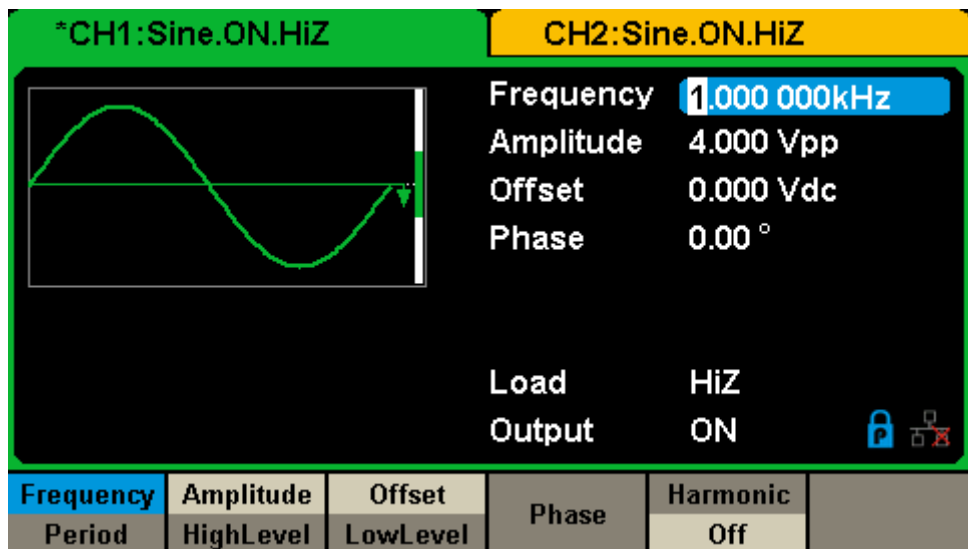 *CH1:Sine.ON.HiZ
CH2:Sine.ON.HiZ
Frequency 1.000 000kHz
Amplitude 4.000 Vpp
Offset 0.000 Vdc
Phase 0.00 °
Load HiZ
Output ON
P
Frequency Amplitude Offset Phase Harmonic
Period HighLevel LowLevel Off